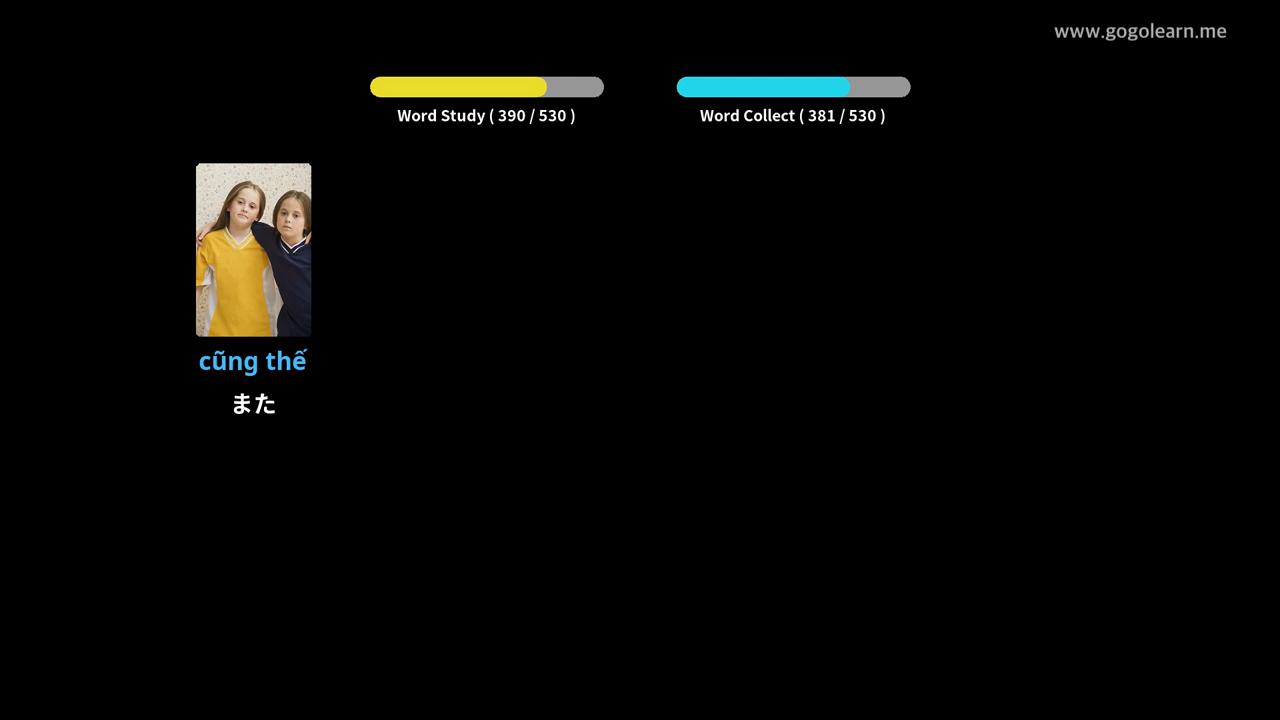 www.gogolearn.me
Word Study ( 390 / 530 )
Word Collect ( 381 / 530 )
cũng thế
また